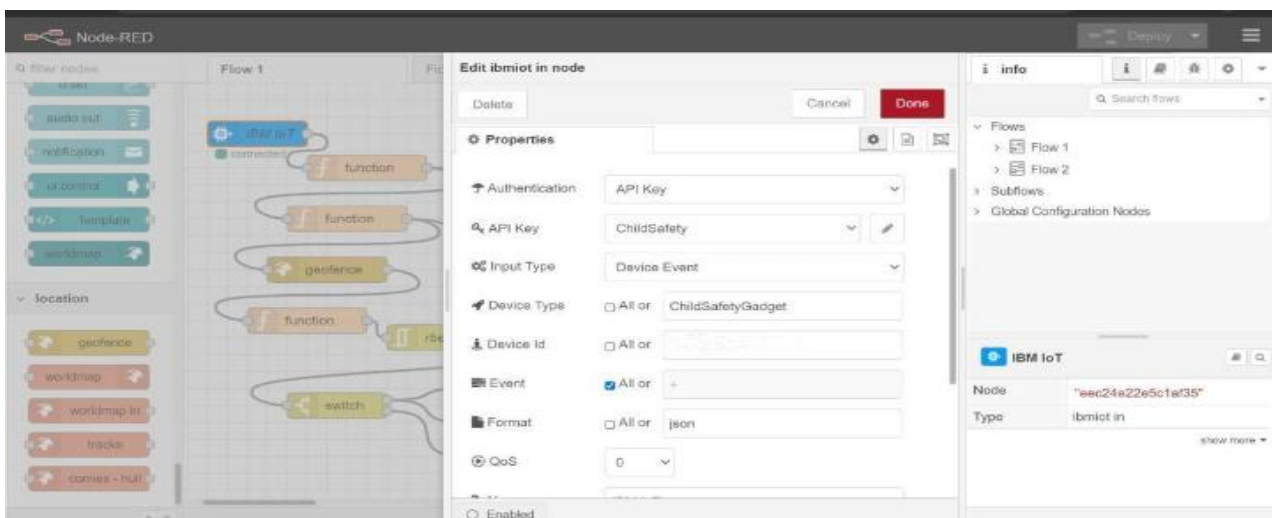 Node-RED
Deploy
filter nodes
audio out
notification
ui control
template
worldmap
location
geofence
worldmap
worldmap in
tracks
convex - hull
Flow 1
IBM IoT
connected
function
function
geofence
function
switch
Edit ibmiot in node
Delete
Cancel
Done
Properties
Authentication
API Key
API Key
ChildSafety
Input Type
Device Event
Device Type
All or
ChildSafetyGadget
Device Id
All or
Event
All or
+
Format
All or
json
QoS
0
Enabled
i info
i
Search flows
Flows
Flow 1
Flow 2
Subflows
Global Configuration Nodes
IBM IoT
Node
Type
ibmiot in
show more